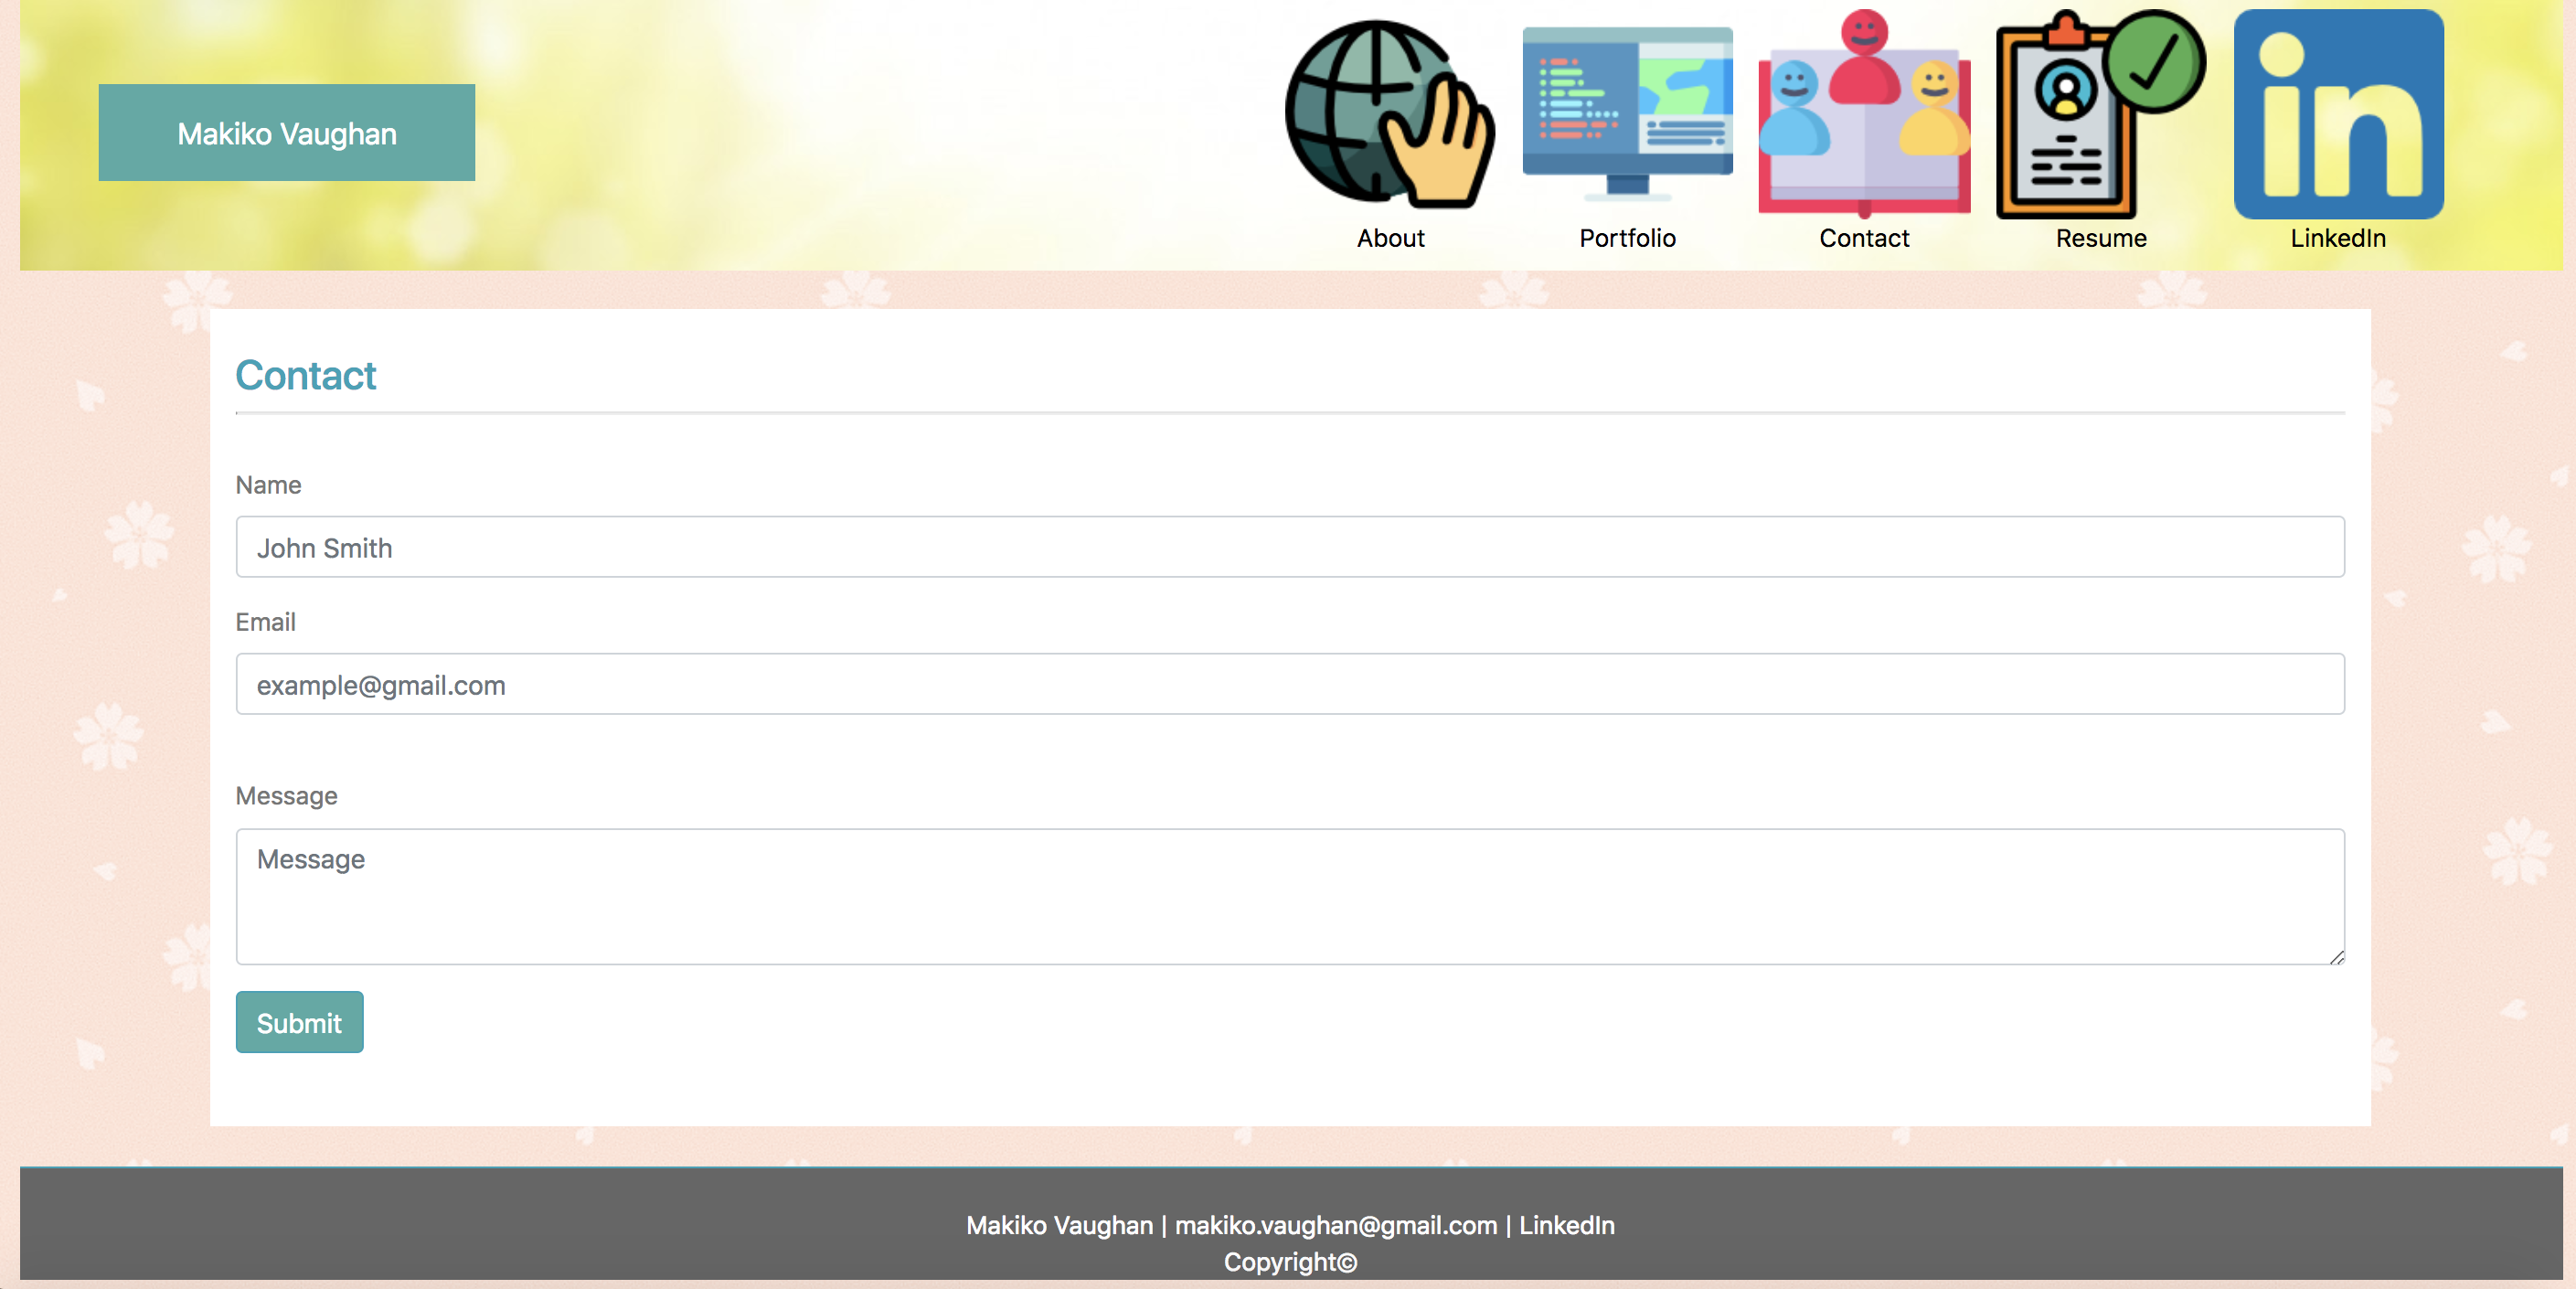 Makiko Vaughan
in
About
Portfolio
Contact
Resume
LinkedIn
Contact
Name
John Smith
Email
example@gmail.com
Message
Message
Submit
Makiko Vaughan | makiko.vaughan@gmail.com | LinkedIn
Copyright©